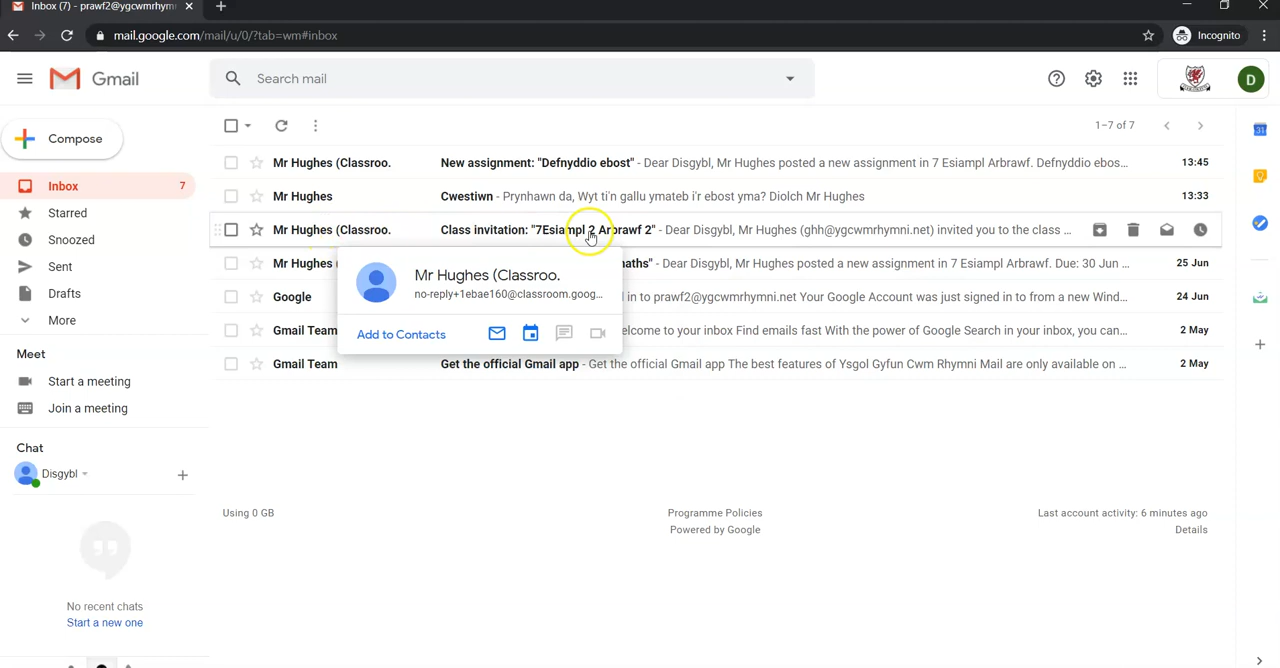 Inbox (7) - prawf2@ygcwmrhymn
mail.google.com/mail/u/0/?tab=wm#inbox
Incognito
Gmail
Search mail
D
Compose
1–7 of 7
Inbox 7
Starred
Snoozed
Sent
Drafts
More
Meet
Start a meeting
Join a meeting
Chat
Disgybl
No recent chats
Start a new one
Mr Hughes (Classroo. New assignment: "Defnyddio ebost" - Dear Disgybl, Mr Hughes posted a new assignment in 7 Esiampl Arbrawf. Defnyddio ebos... 13:45
Mr Hughes Cwestiwn - Prynhawn da, Wyt ti'n gallu ymateb i'r ebost yma? Diolch Mr Hughes 13:33
Mr Hughes (Classroo. Class invitation: "7Esiampl 2 Arbrawf 2" - Dear Disgybl, Mr Hughes (ghh@ygcwmrhymni.net) invited you to the class ...
Mr Hughes ( aths" - Dear Disgybl, Mr Hughes posted a new assignment in 7 Esiampl Arbrawf. Due: 30 Jun ... 25 Jun
Google in to prawf2@ygcwmrhymni.net Your Google Account was just signed in to from a new Wind... 24 Jun
Gmail Team elcome to your inbox Find emails fast With the power of Google Search in your inbox, you can... 2 May
Gmail Team Get the official Gmail app - Get the official Gmail app The best features of Ysgol Gyfun Cwm Rhymni Mail are only available on ... 2 May
Mr Hughes (Classroo.
no-reply+1ebae160@classroom.goog...
Add to Contacts
Using 0 GB
Programme Policies
Powered by Google
Last account activity: 6 minutes ago
Details
31